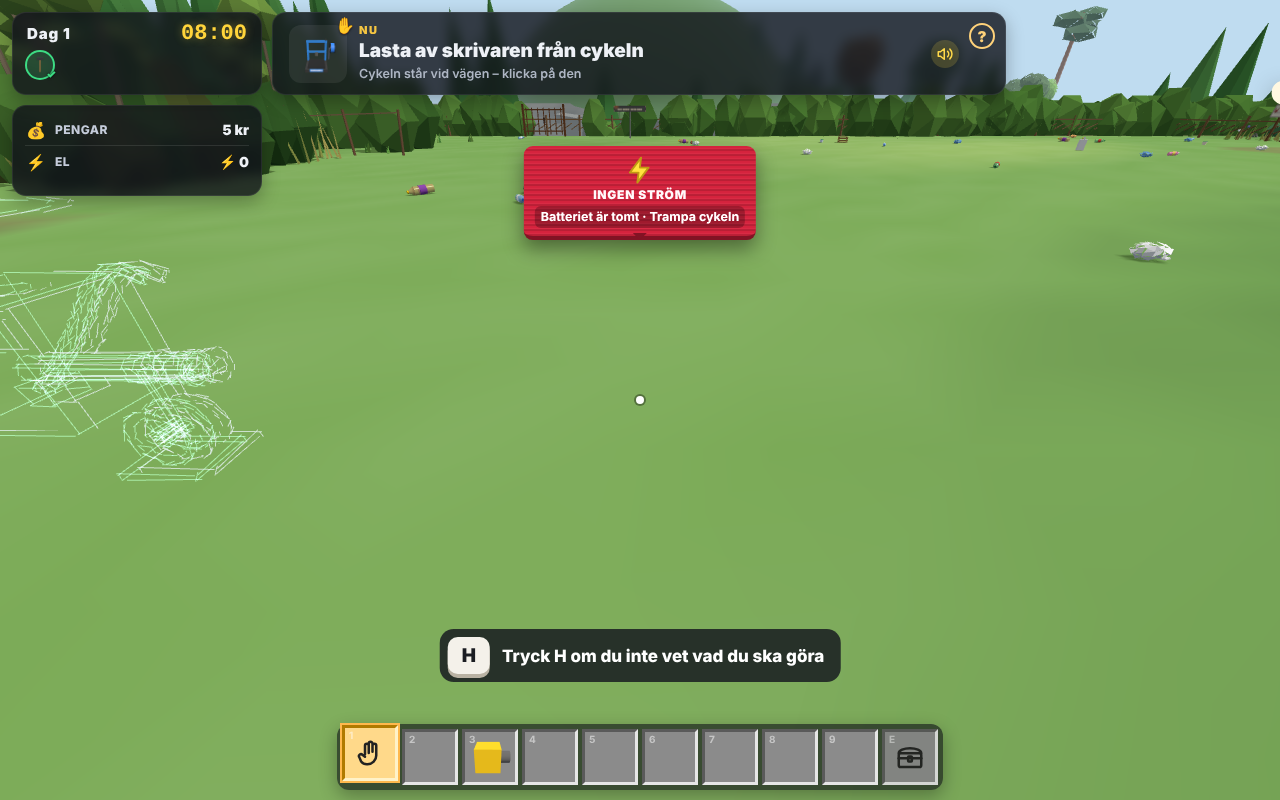 Dag 1
08:00
PENGAR
5 kr
EL
0
NU
Lasta av skrivaren från cykeln
Cykeln står vid vägen – klicka på den
?
INGEN STRÖM
Batteriet är tomt · Trampa cykeln
H
Tryck H om du inte vet vad du ska göra
1
2
3
4
5
6
7
8
9
E